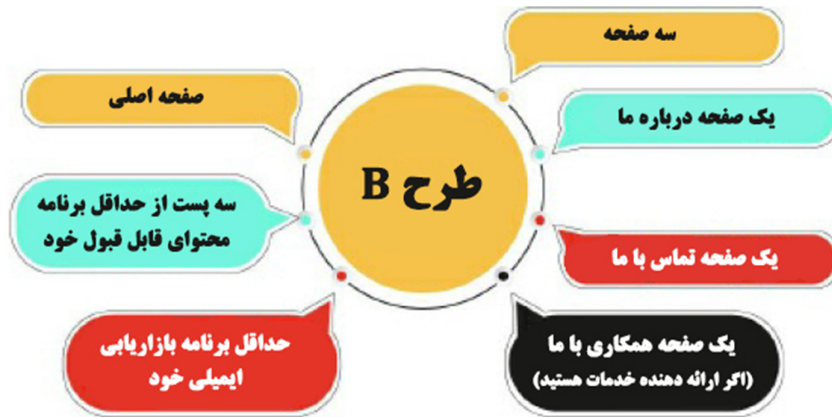 طرح B
سه صفحه
یک صفحه درباره ما
یک صفحه تماس با ما
یک صفحه همکاری با ما
(اگر ارائه دهنده خدمات هستید)
صفحه اصلی
سه پست از حداقل برنامه
محتوای قابل قبول خود
حداقل برنامه بازاریابی
ایمیلی خود